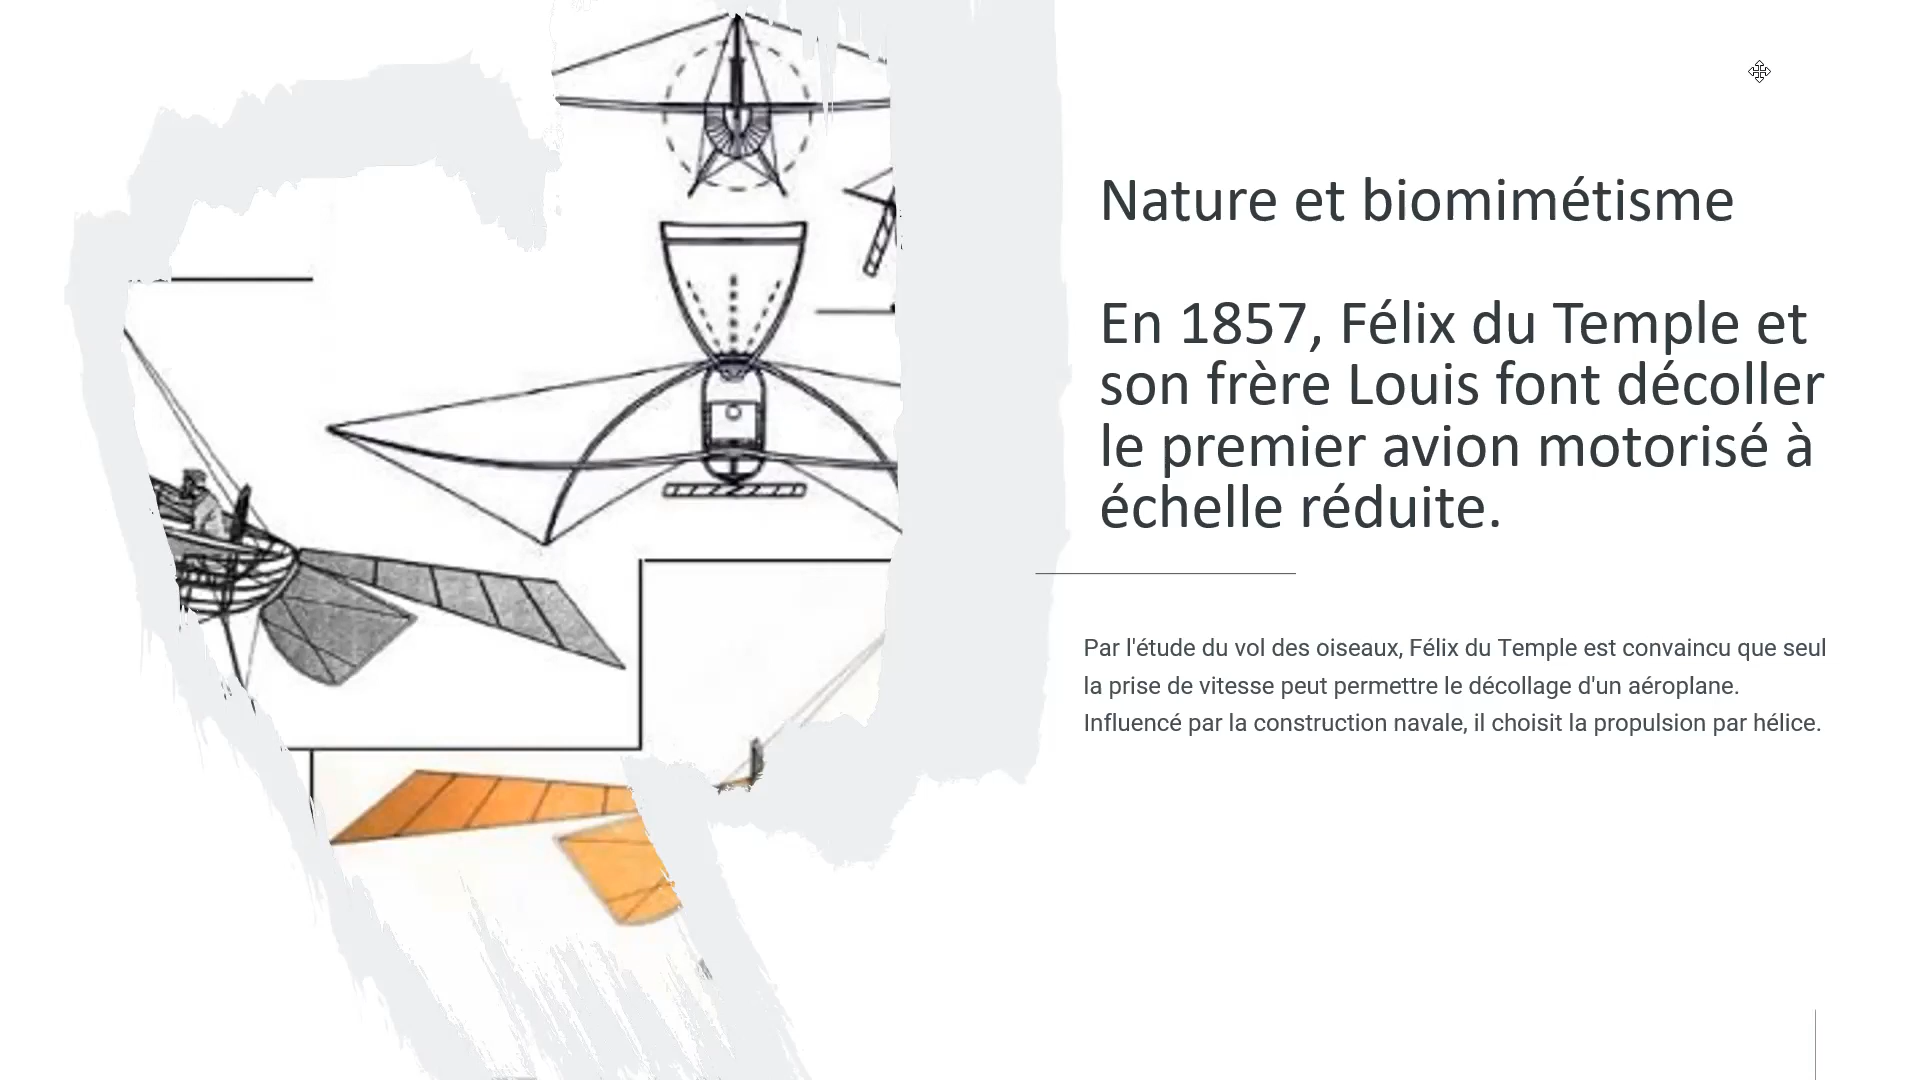 Nature et biomimétisme
En 1857, Félix du Temple et
son frère Louis font décoller
le premier avion motorisé à
échelle réduite.
Par l'étude du vol des oiseaux, Félix du Temple est convaincu que seul
la prise de vitesse peut permettre le décollage d'un aéroplane.
Influencé par la construction navale, il choisit la propulsion par hélice.